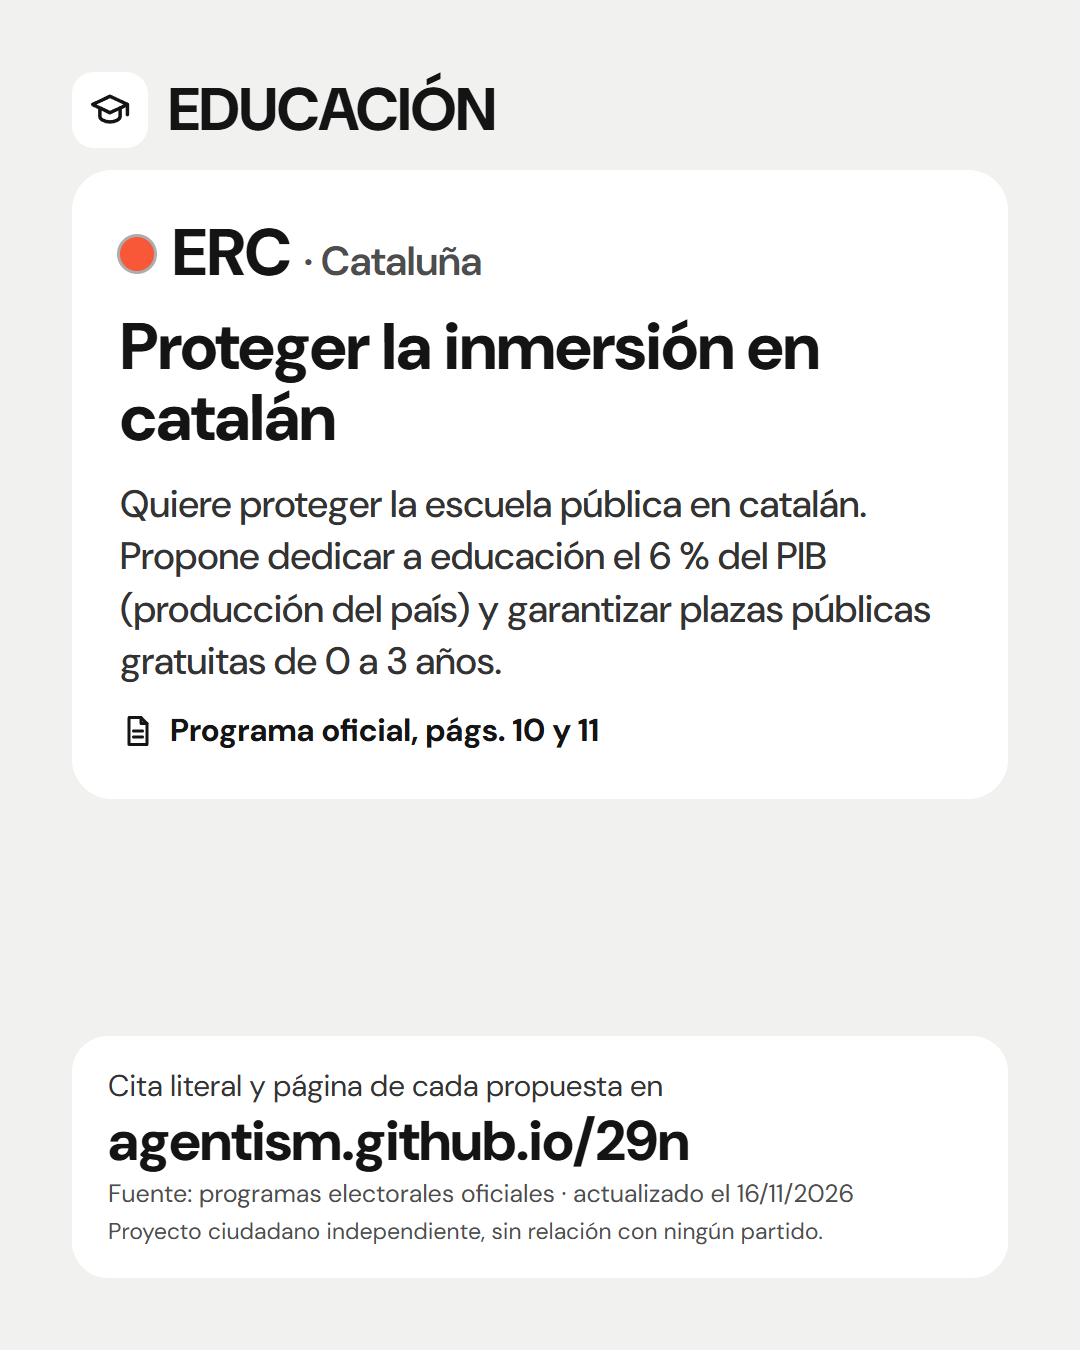 EDUCACIÓN
ERC · Cataluña
Proteger la inmersión en
catalán
Quiere proteger la escuela pública en catalán.
Propone dedicar a educación el 6 % del PIB
(producción del país) y garantizar plazas públicas
gratuitas de 0 a 3 años.
Programa oficial, págs. 10 y 11
Cita literal y página de cada propuesta en
agentism.github.io/29n
Fuente: programas electorales oficiales · actualizado el 16/11/2026
Proyecto ciudadano independiente, sin relación con ningún partido.